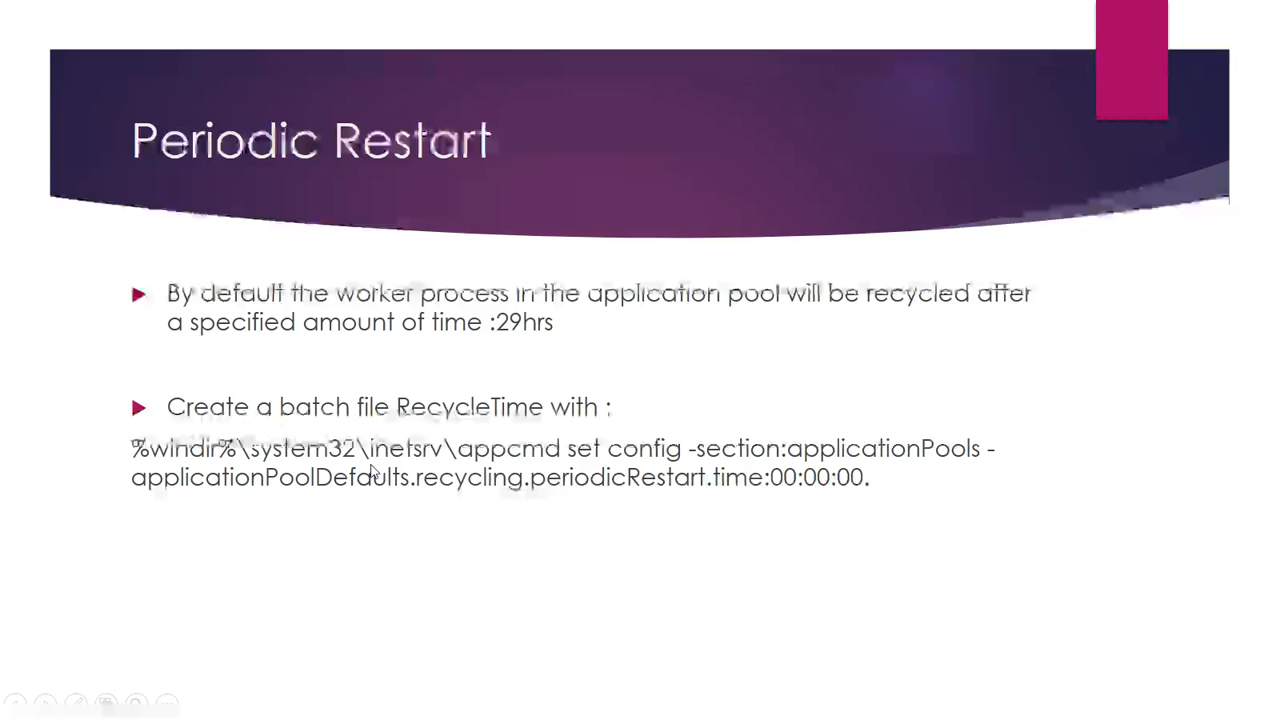 Periodic Restart
By default the worker process in the application pool will be recycled after
a specified amount of time :29hrs
Create a batch file RecycleTime with :
%windir%\system32\inetsrv\appcmd set config -section:applicationPools -
applicationPoolDefaults.recycling.periodicRestart.time:00:00:00.